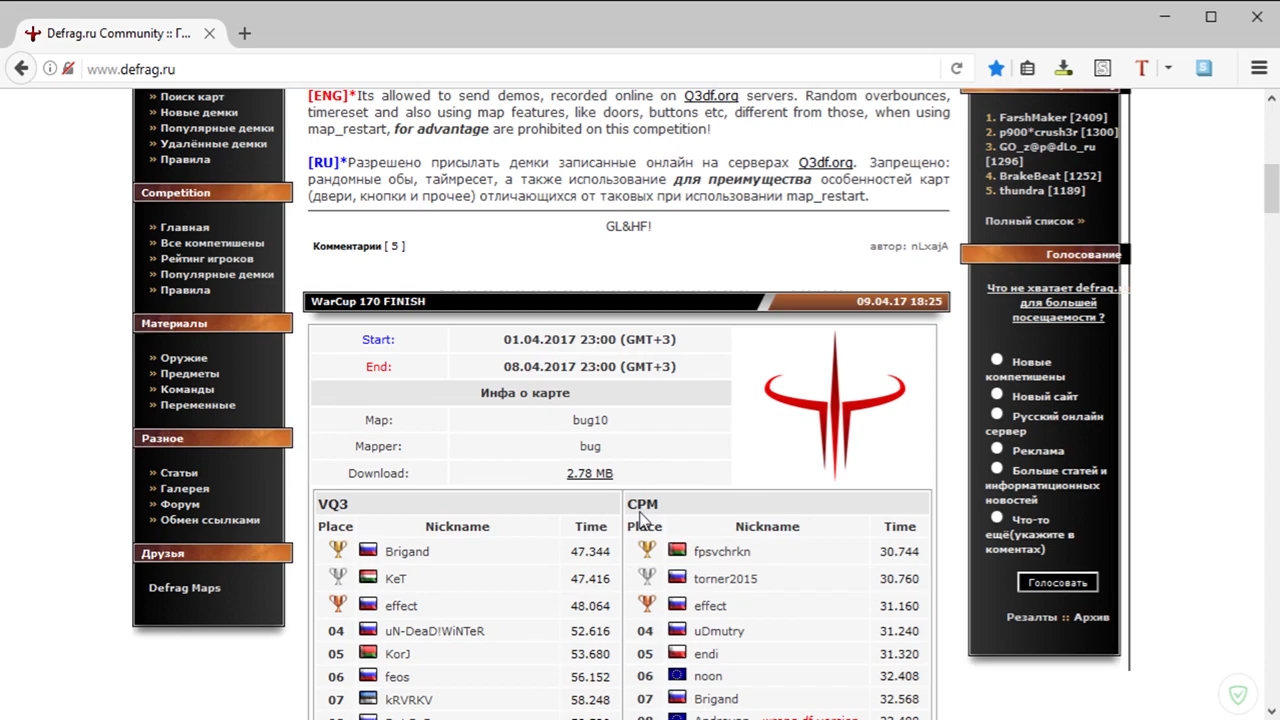 Defrag.ru Community :: Г...
www.defrag.ru
T
S
S
» Поиск карт
» Новые демки
» Популярные демки
» Удалённые демки
» Правила
Competition
» Главная
» Все компетишены
» Рейтинг игроков
» Популярные демки
» Правила
Материалы
» Оружие
» Предметы
» Команды
» Переменные
Разное
» Статьи
» Галерея
» Форум
» Обмен ссылками
Друзья
Defrag Maps
[ENG]*Its allowed to send demos, recorded online on Q3df.org servers. Random overbounces,
timereset and also using map features, like doors, buttons etc, different from those, when using
map_restart, for advantage are prohibited on this competition!
[RU]*Разрешено присылать демки записанные онлайн на серверах Q3df.org. Запрещено:
рандомные обы, таймресет, а также использование для преимущества особенностей карт
(двери, кнопки и прочее) отличающихся от таковых при использовании map_restart.
GL&HF!
Комментарии [ 5 ] автор: nLxajA
WarCup 170 FINISH 09.04.17 18:25
Start: 01.04.2017 23:00 (GMT+3)
End: 08.04.2017 23:00 (GMT+3)
Инфа о карте
Map: bug10
Mapper: bug
Download: 2.78 MB
VQ3 CPM
Place Nickname Time Place Nickname Time
Brigand 47.344 fpsvchrkn 30.744
KeT 47.416 torner2015 30.760
effect 48.064 effect 31.160
04 uN-DeaD!WiNTeR 52.616 04 uDmutry 31.240
05 KorJ 53.680 05 endi 31.320
06 feos 56.152 06 noon 32.408
07 kRVRKV 58.248 07 Brigand 32.568
1. FarshMaker [2409]
2. p900*crush3r [1300]
3. GO_z@p@dLo_ru
[1296]
4. BrakeBeat [1252]
5. thundra [1189]
Полный список »
Голосование
Что не хватает defrag.
для большей
посещаемости ?
Новые
компетишены
Новый сайт
Русский онлайн
сервер
Реклама
Больше статей и
информатиционных
новостей
Что-то
ещё(укажите в
коментах)
Голосовать
Резалты :: Архив